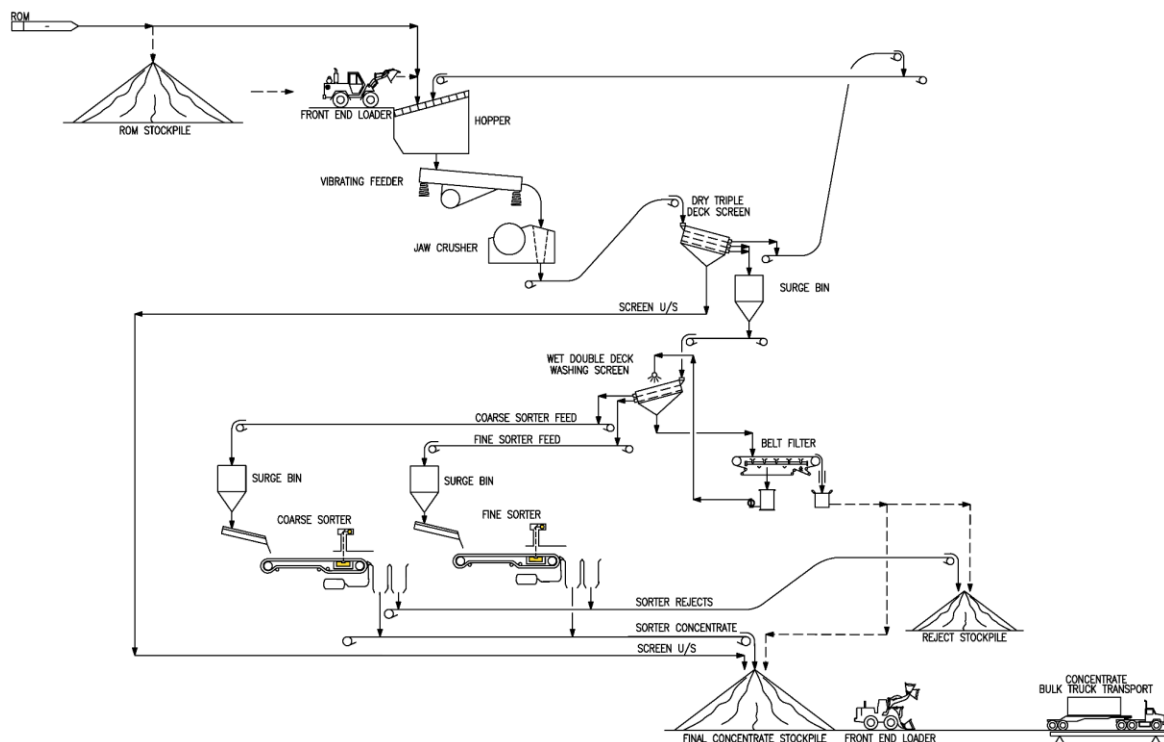 ROM
ROM STOCKPILE
FRONT END LOADER
HOPPER
VIBRATING FEEDER
JAW CRUSHER
DRY TRIPLE
DECK SCREEN
SURGE BIN
SCREEN U/S
WET DOUBLE DECK
WASHING SCREEN
COARSE SORTER FEED
FINE SORTER FEED
BELT FILTER
SURGE BIN
SURGE BIN
COARSE SORTER
FINE SORTER
SORTER REJECTS
SORTER CONCENTRATE
SCREEN U/S
REJECT STOCKPILE
CONCENTRATE
BULK TRUCK TRANSPORT
FINAL CONCENTRATE STOCKPILE
FRONT END LOADER